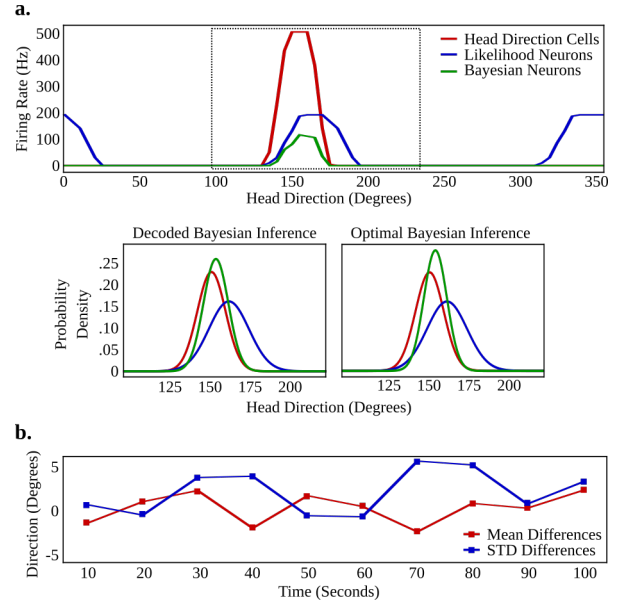 a.
500
400
300
200
100
0
Firing Rate (Hz)
Head Direction Cells
Likelihood Neurons
Bayesian Neurons
0 50 100 150 200 250 300 350
Head Direction (Degrees)
Decoded Bayesian Inference Optimal Bayesian Inference
Probability
Density
.25
.20
.15
.10
.05
0
125 150 175 200 125 150 175 200
Head Direction (Degrees)
b.
Direction (Degrees)
5
0
-5
Mean Differences
STD Differences
10 20 30 40 50 60 70 80 90 100
Time (Seconds)